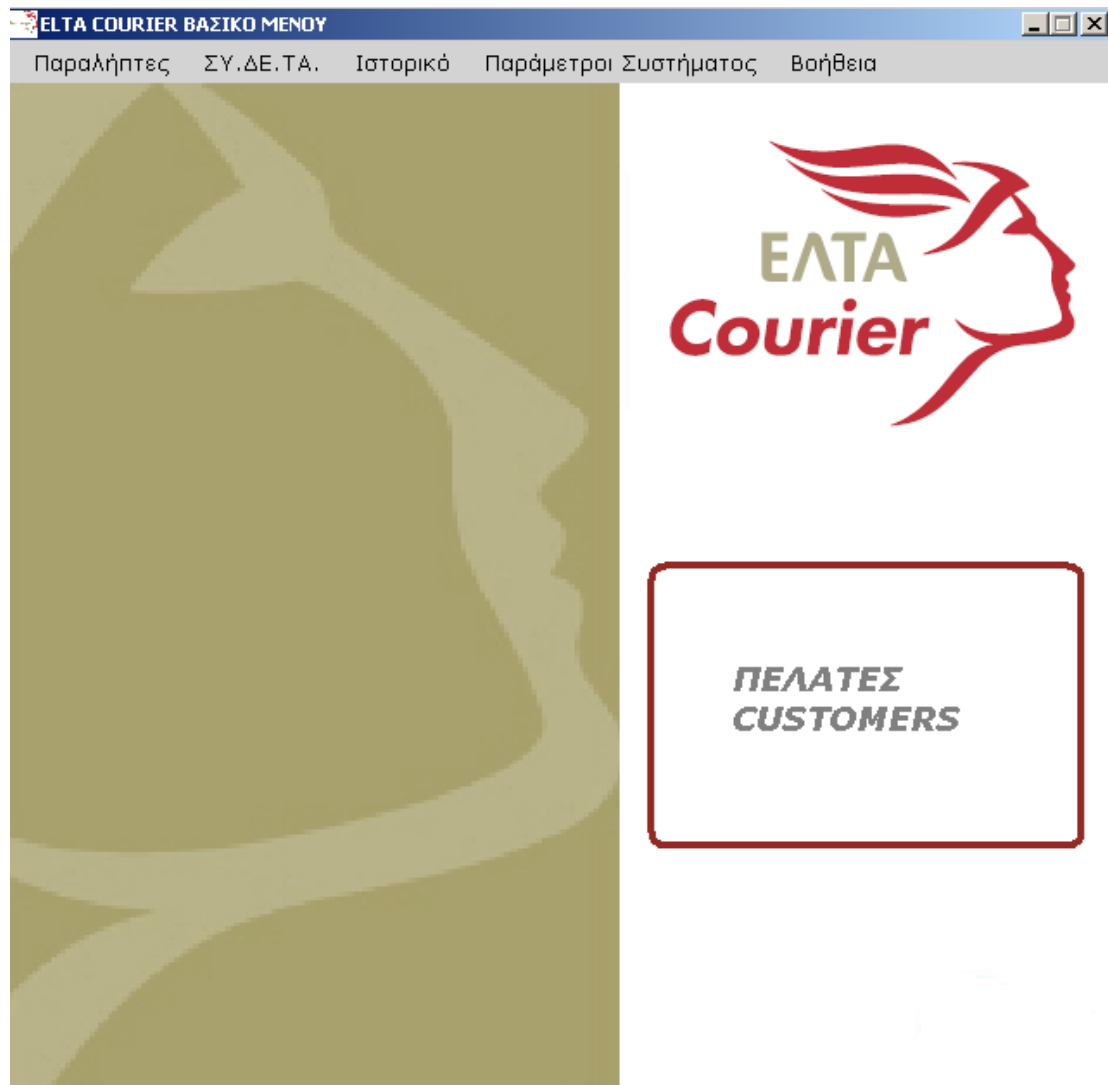 ELTA COURIER ΒΑΣΙΚΟ ΜΕΝΟΥ
Παραλήπτες ΣΥ.ΔΕ.ΤΑ. Ιστορικό Παράμετροι Συστήματος Βοήθεια
ΕΛΤΑ
Courier
ΠΕΛΑΤΕΣ
CUSTOMERS